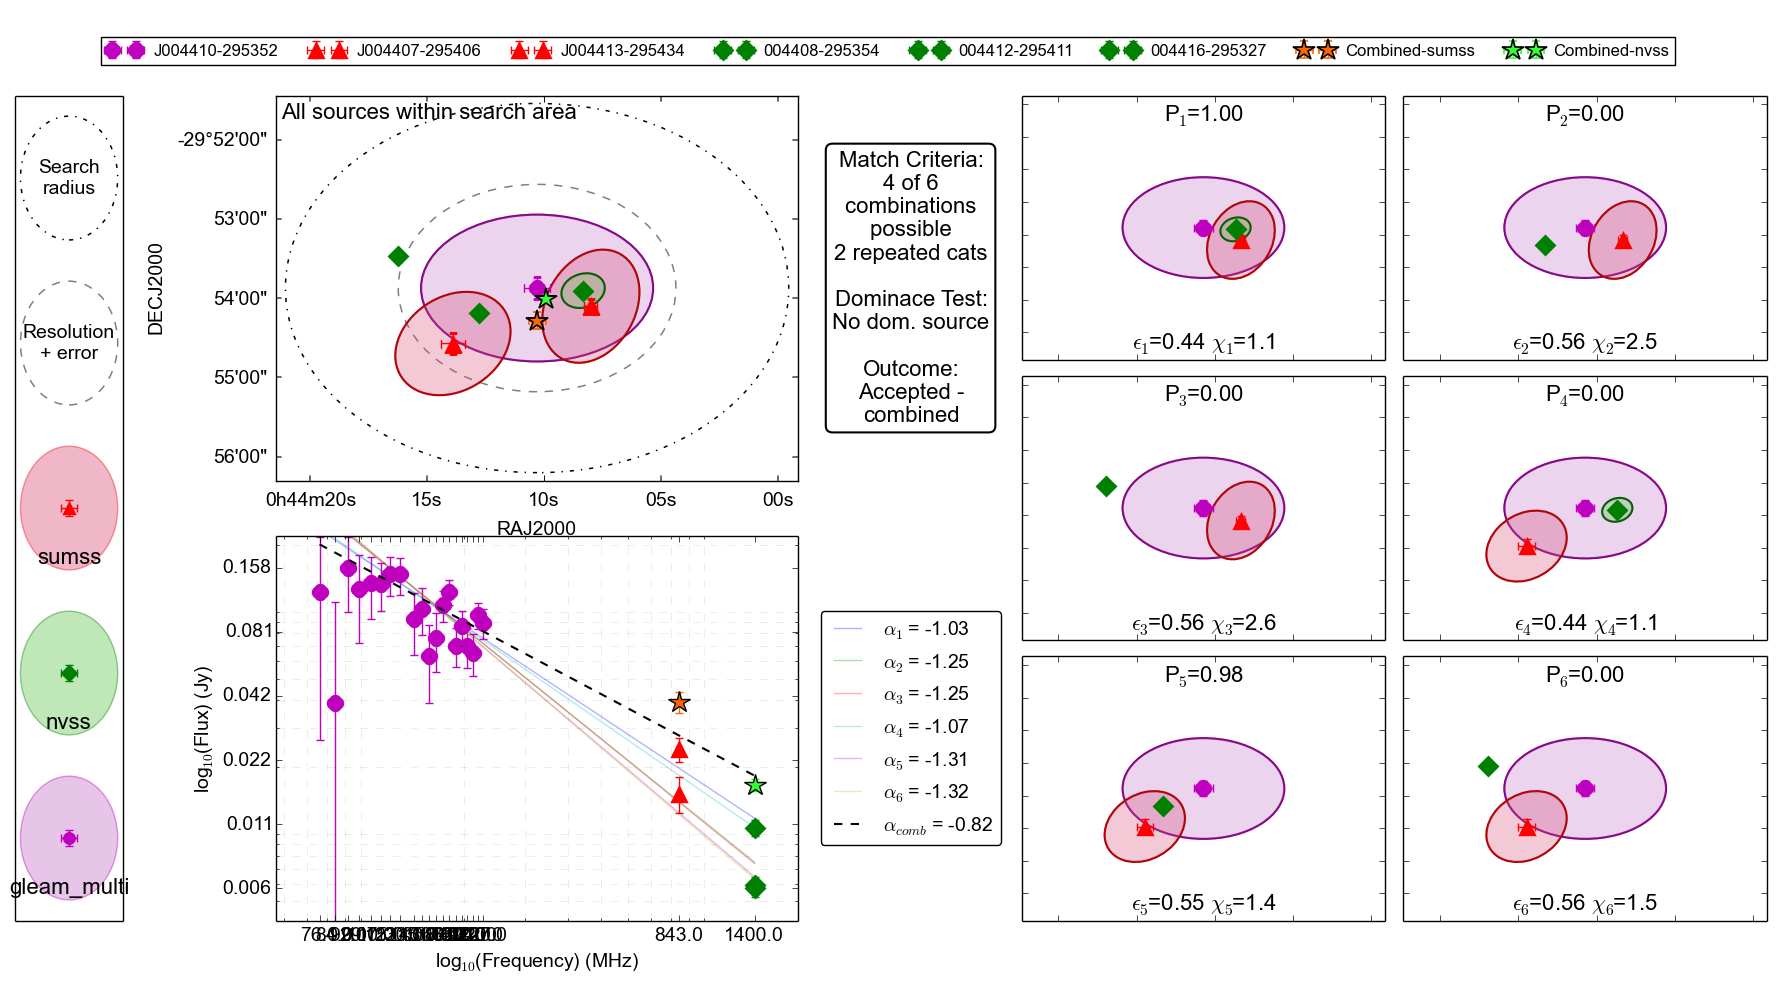 J004410-295352 J004407-295406 J004413-295434 004408-295354 004412-295411 004416-295327 Combined-sumss Combined-nvss
Search
radius
Resolution
+ error
sumss
nvss
gleam_multi
All sources within search area
DECJ2000
-29°52'00"
53'00"
54'00"
55'00"
56'00"
0h44m20s 15s 10s 05s 00s
RAJ2000
Match Criteria:
4 of 6
combinations
possible
2 repeated cats
Dominace Test:
No dom. source
Outcome:
Accepted -
combined
log10(Flux) (Jy)
0.158
0.081
0.042
0.022
0.011
0.006
843.0 1400.0
log10(Frequency) (MHz)
α1 = -1.03
α2 = -1.25
α3 = -1.25
α4 = -1.07
α5 = -1.31
α6 = -1.32
αcomb = -0.82
P1=1.00
ϵ1=0.44 χ1=1.1
P2=0.00
ϵ2=0.56 χ2=2.5
P3=0.00
ϵ3=0.56 χ3=2.6
P4=0.00
ϵ4=0.44 χ4=1.1
P5=0.98
ϵ5=0.55 χ5=1.4
P6=0.00
ϵ6=0.56 χ6=1.5